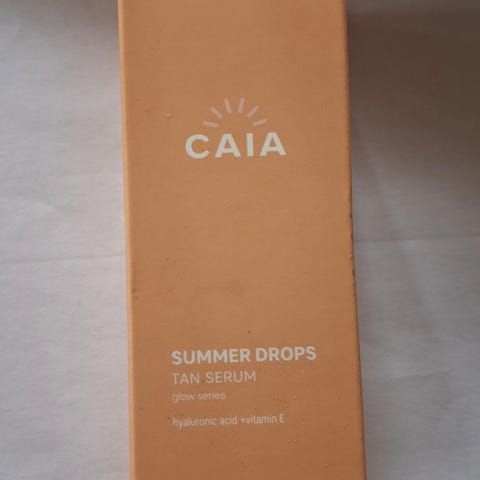 CAIA
SUMMER DROPS
TAN SERUM
glow series
hyaluronic acid +vitamin E